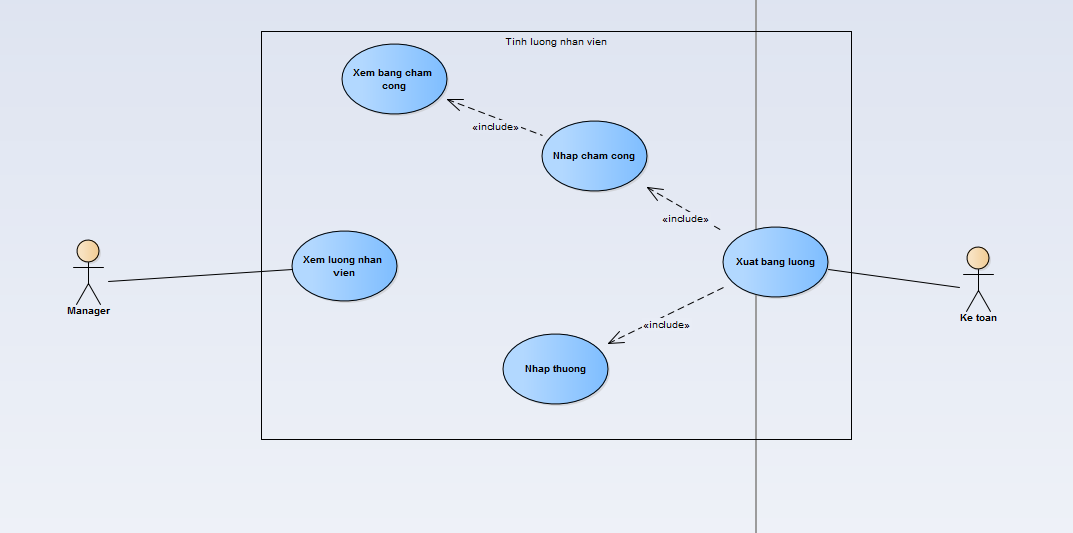 Tinh luong nhan vien
Xem bang cham
cong
«include»
Nhap cham cong
«include»
Xem luong nhan
vien
Xuat bang luong
Manager
Ke toan
«include»
Nhap thuong